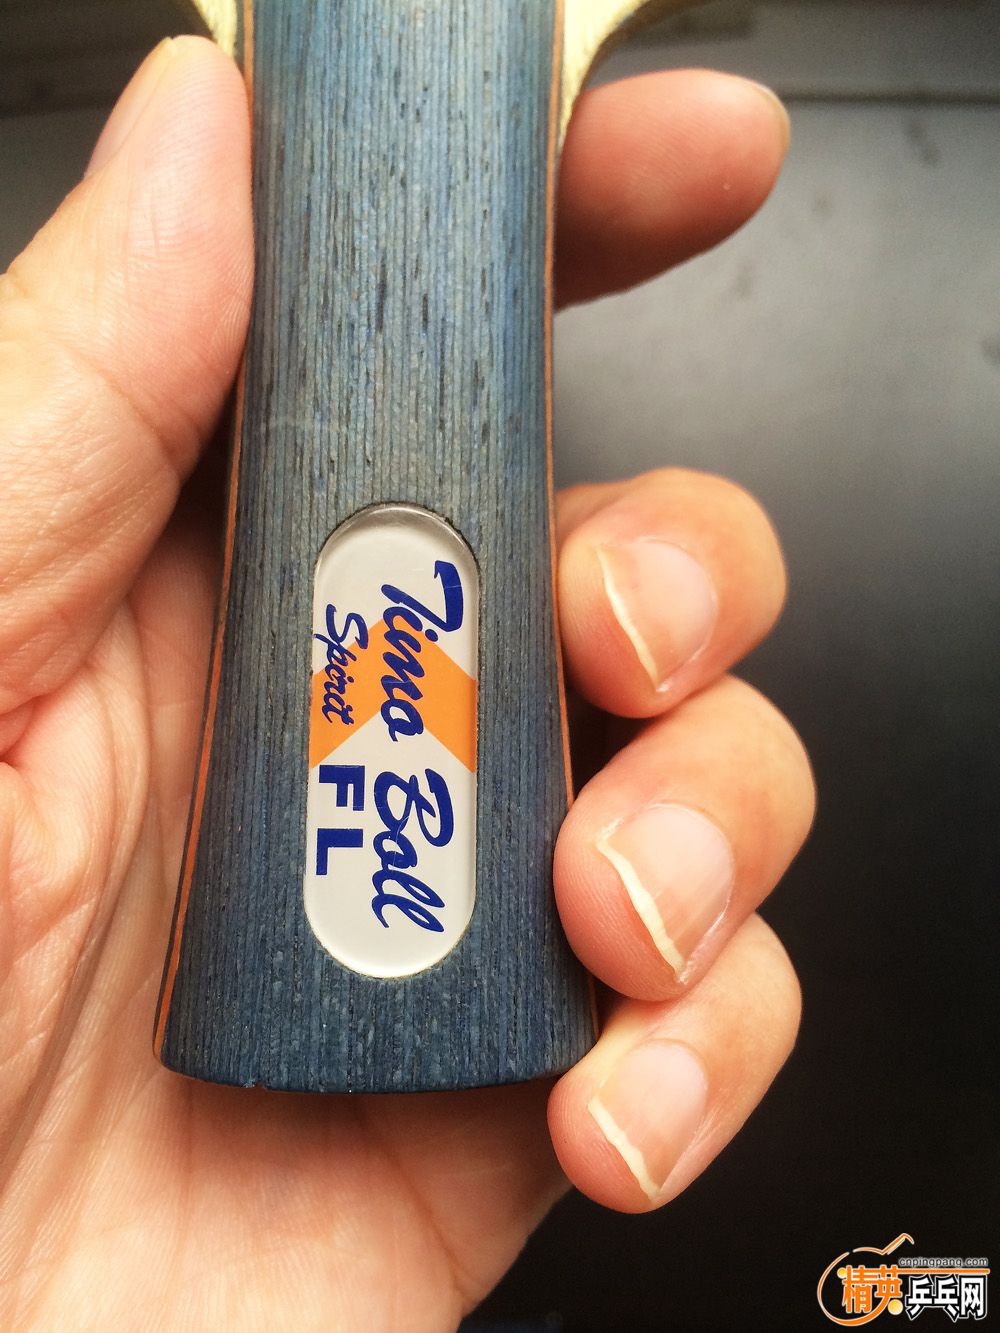 Timo Boll
Spirit
FL
cnpingpang.com
精英乒乓网